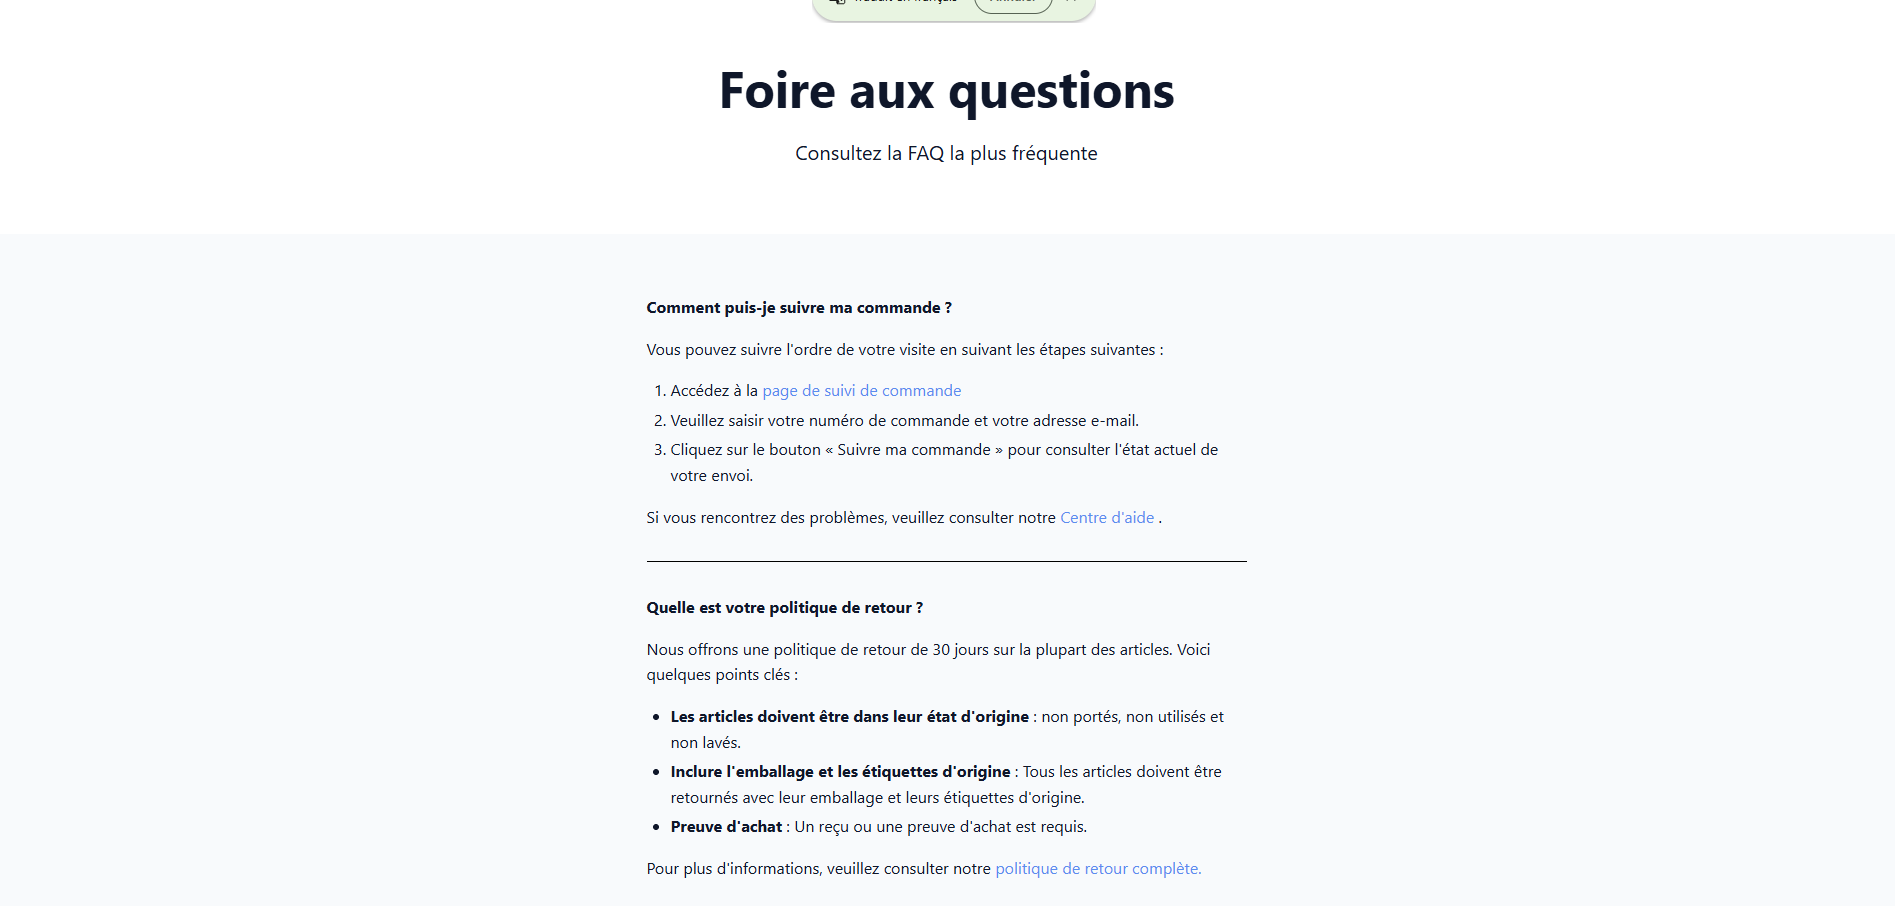 Foire aux questions
Consultez la FAQ la plus fréquente
Comment puis-je suivre ma commande ?
Vous pouvez suivre l'ordre de votre visite en suivant les étapes suivantes :
1. Accédez à la page de suivi de commande
2. Veuillez saisir votre numéro de commande et votre adresse e-mail.
3. Cliquez sur le bouton « Suivre ma commande » pour consulter l'état actuel de
votre envoi.
Si vous rencontrez des problèmes, veuillez consulter notre Centre d'aide .
Quelle est votre politique de retour ?
Nous offrons une politique de retour de 30 jours sur la plupart des articles. Voici
quelques points clés :
• Les articles doivent être dans leur état d'origine : non portés, non utilisés et
non lavés.
• Inclure l'emballage et les étiquettes d'origine : Tous les articles doivent être
retournés avec leur emballage et leurs étiquettes d'origine.
• Preuve d'achat : Un reçu ou une preuve d'achat est requis.
Pour plus d'informations, veuillez consulter notre politique de retour complète.